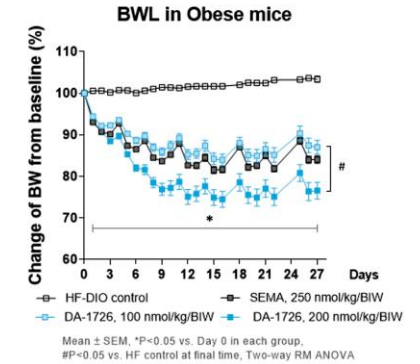 BWL in Obese mice
Change of BW from baseline (%)
110
100
90
80
70
60
#
*
0 3 6 9 12 15 18 21 24 27 Days
HF-DIO control SEMA, 250 nmol/kg/BIW
DA-1726, 100 nmol/kg/BIW DA-1726, 200 nmol/kg/BIW
Mean ± SEM, *P<0.05 vs. Day 0 in each group,
#P<0.05 vs. HF control at final time, Two-way RM ANOVA